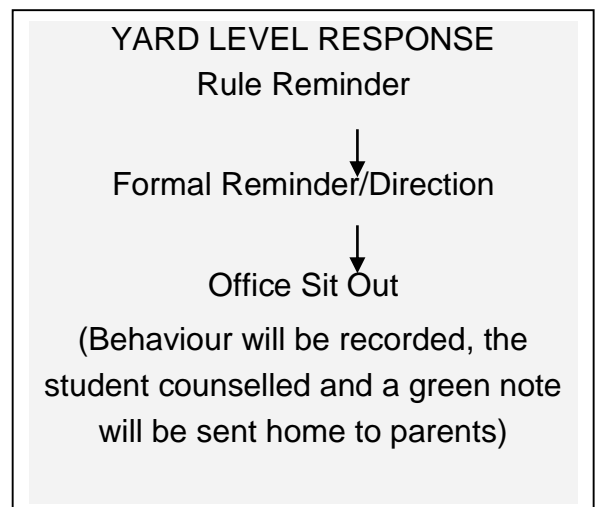 YARD LEVEL RESPONSE
Rule Reminder
Formal Reminder/Direction
Office Sit Out
(Behaviour will be recorded, the
student counselled and a green note
will be sent home to parents)